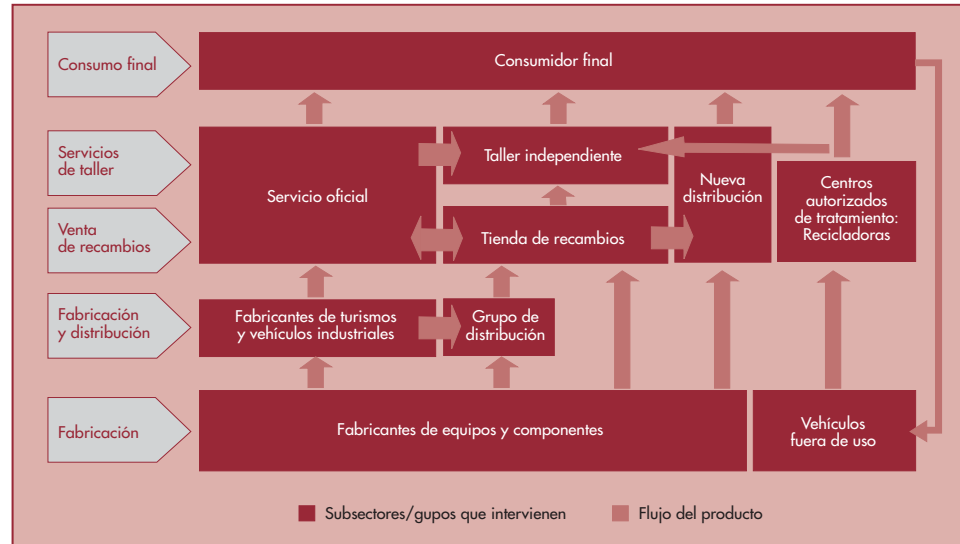 Consumo final
Consumidor final
Servicios
de taller
Taller independiente
Servicio oficial
Nueva
distribución
Centros
autorizados
de tratamiento:
Recicladoras
Venta
de recambios
Tienda de recambios
Fabricación
y distribución
Fabricantes de turismos
y vehículos industriales
Grupo de
distribución
Fabricación
Fabricantes de equipos y componentes
Vehículos
fuera de uso
Subsectores/gupos que intervienen
Flujo del producto